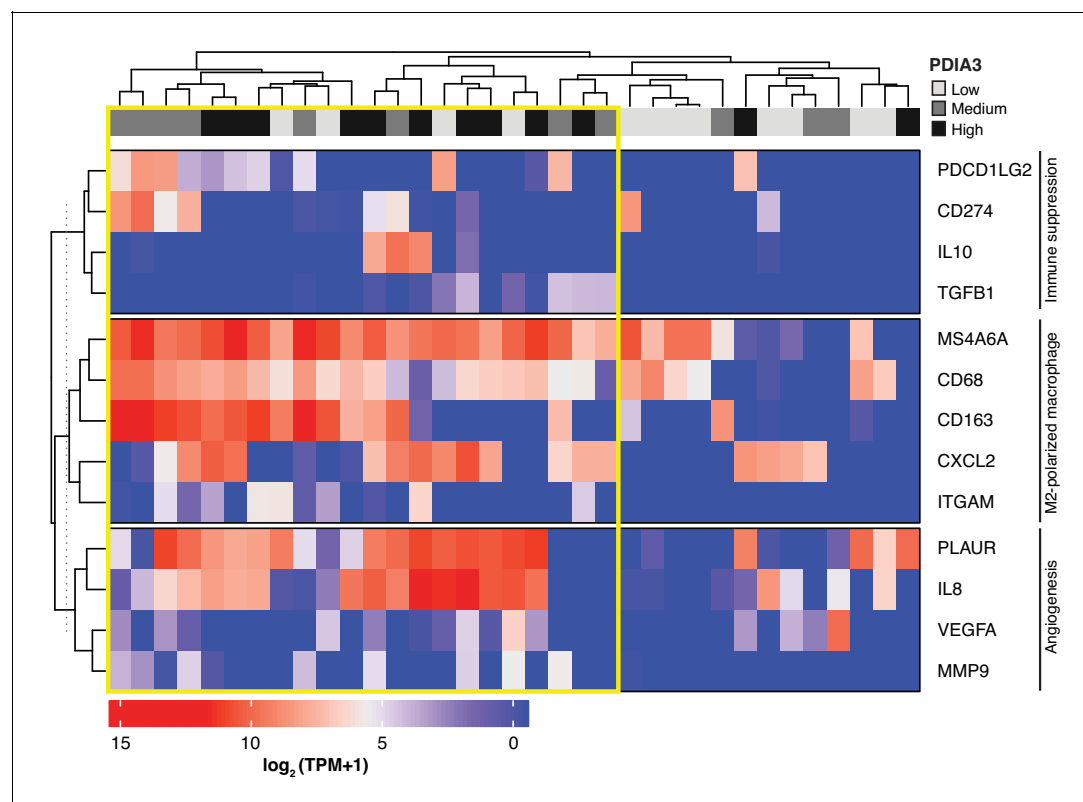 PDIA3
Low
Medium
High
PDCD1LG2
CD274
IL10
TGFB1
Immune suppression
MS4A6A
CD68
CD163
CXCL2
ITGAM
M2-polarized macrophage
PLAUR
IL8
VEGFA
MMP9
Angiogenesis
15 10 5 0
log₂ (TPM+1)